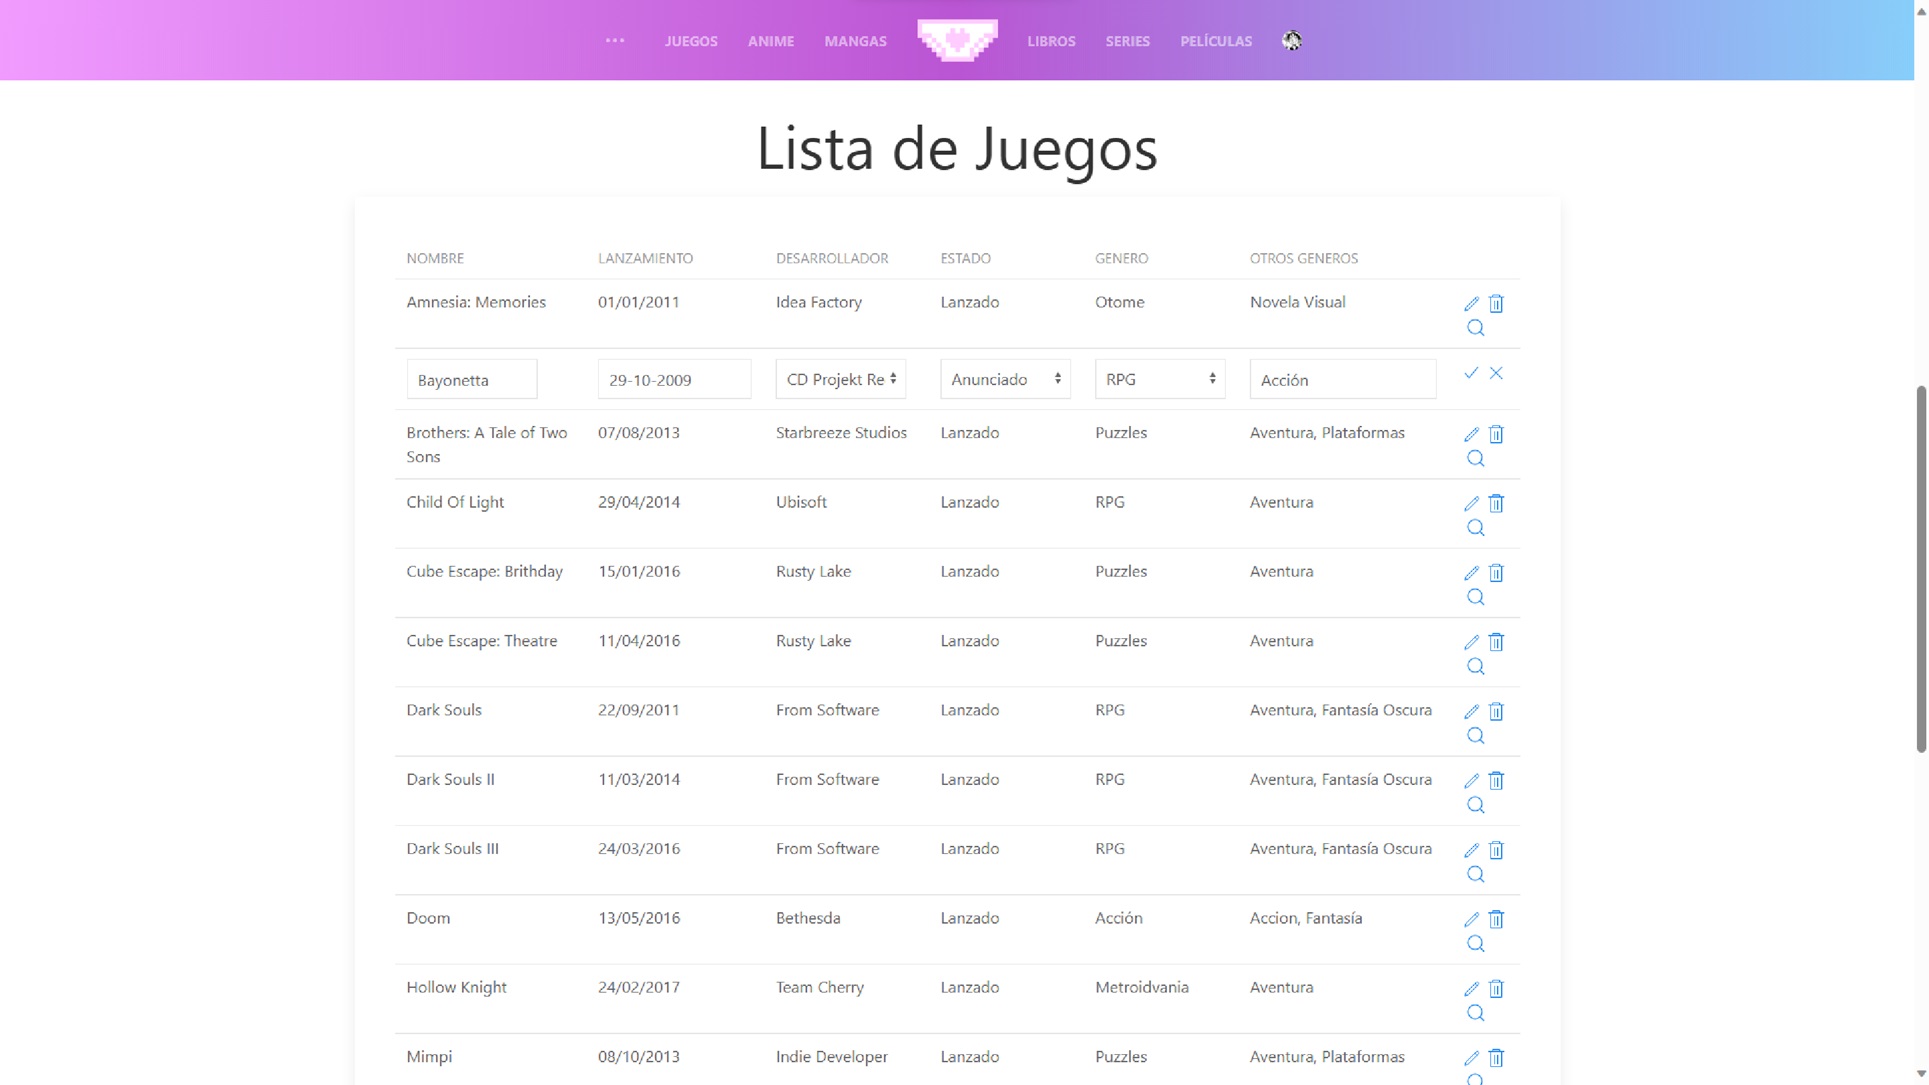 ••• JUEGOS ANIME MANGAS LIBROS SERIES PELÍCULAS
Lista de Juegos
NOMBRE LANZAMIENTO DESARROLLADOR ESTADO GENERO OTROS GENEROS
Amnesia: Memories 01/01/2011 Idea Factory Lanzado Otome Novela Visual
Bayonetta 29-10-2009 CD Projekt Re Anunciado RPG Acción
Brothers: A Tale of Two 07/08/2013 Starbreeze Studios Lanzado Puzzles Aventura, Plataformas
Sons
Child Of Light 29/04/2014 Ubisoft Lanzado RPG Aventura
Cube Escape: Brithday 15/01/2016 Rusty Lake Lanzado Puzzles Aventura
Cube Escape: Theatre 11/04/2016 Rusty Lake Lanzado Puzzles Aventura
Dark Souls 22/09/2011 From Software Lanzado RPG Aventura, Fantasía Oscura
Dark Souls II 11/03/2014 From Software Lanzado RPG Aventura, Fantasía Oscura
Dark Souls III 24/03/2016 From Software Lanzado RPG Aventura, Fantasía Oscura
Doom 13/05/2016 Bethesda Lanzado Acción Accion, Fantasía
Hollow Knight 24/02/2017 Team Cherry Lanzado Metroidvania Aventura
Mimpi 08/10/2013 Indie Developer Lanzado Puzzles Aventura, Plataformas